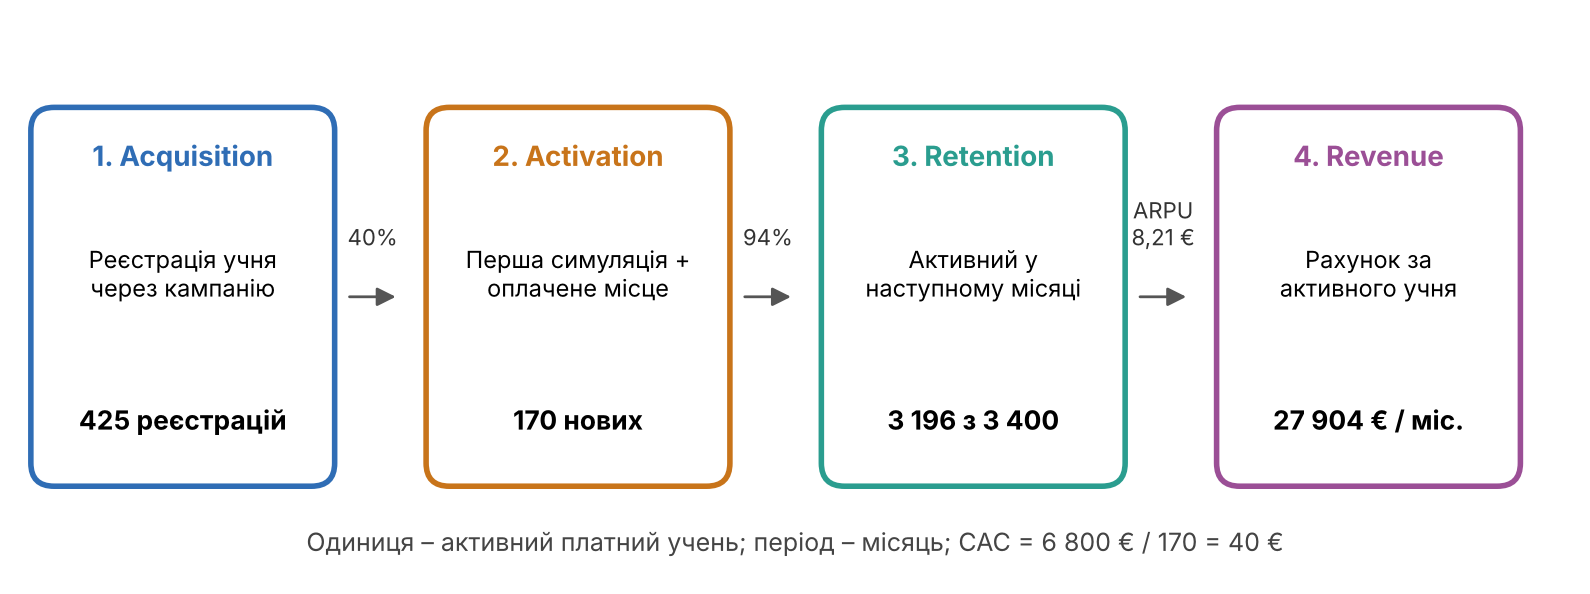 1. Acquisition
Реєстрація учня
через кампанію
425 реєстрацій
40%
2. Activation
Перша симуляція +
оплачене місце
170 нових
94%
3. Retention
Активний у
наступному місяці
3 196 з 3 400
ARPU
8,21 €
4. Revenue
Рахунок за
активного учня
27 904 € / міс.
Одиниця – активний платний учень; період – місяць; CAC = 6 800 € / 170 = 40 €